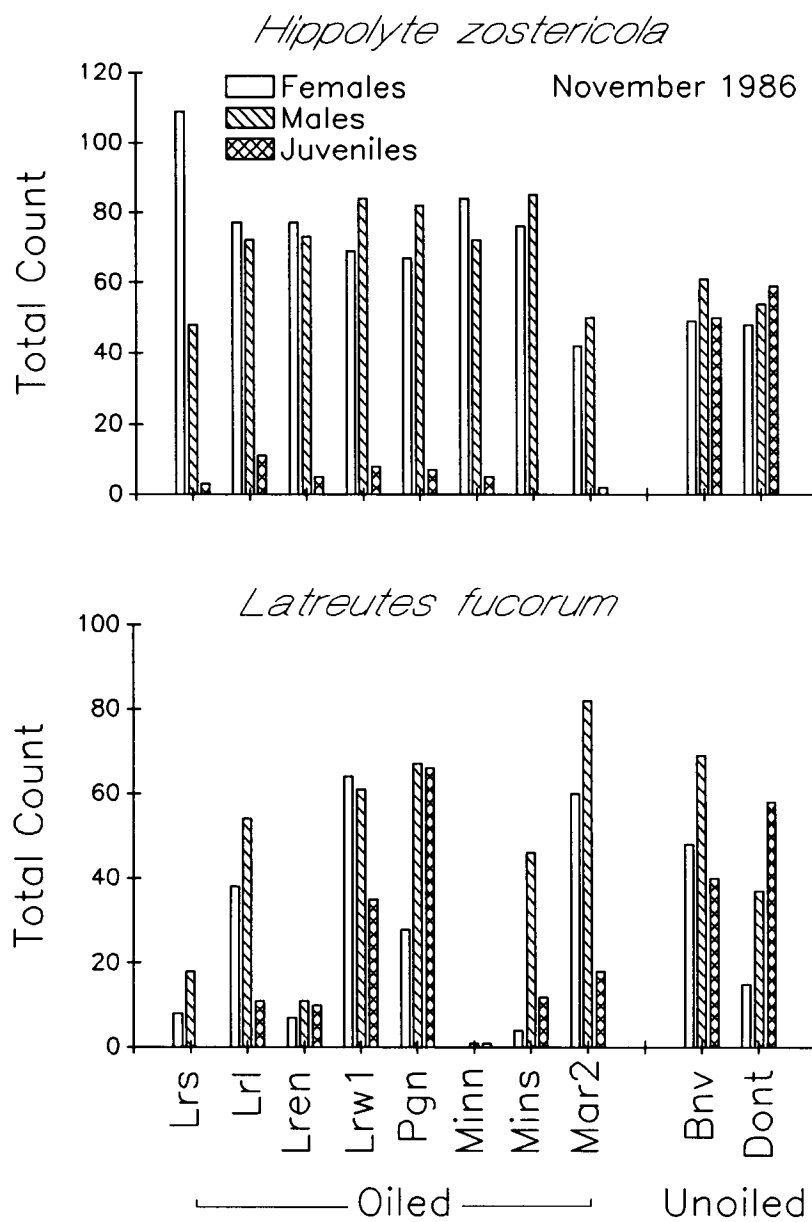 Hippolyte zostericola
120
100
80
60
40
20
0
Total Count
Females
Males
Juveniles
November 1986
Latreutes fucorum
100
80
60
40
20
0
Total Count
Lrs
Lrl
Lren
Lrw1
Pgn
Minn
Mins
Mar2
Bnv
Dont
Oiled
Unoiled